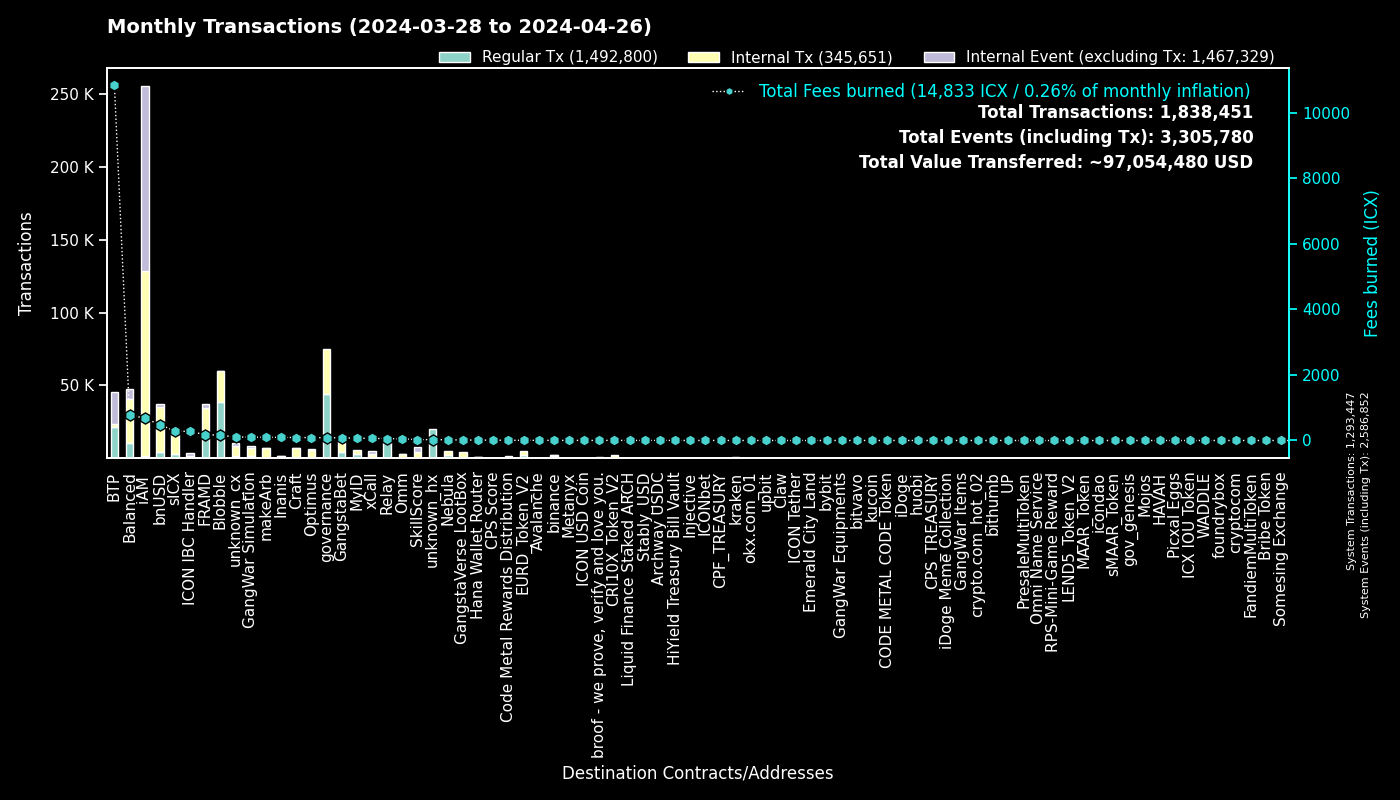 Monthly Transactions (2024-03-28 to 2024-04-26)
Regular Tx (1,492,800)
Internal Tx (345,651)
Internal Event (excluding Tx: 1,467,329)
Total Fees burned (14,833 ICX / 0.26% of monthly inflation)
Total Transactions: 1,838,451
Total Events (including Tx): 3,305,780
Total Value Transferred: ~97,054,480 USD
Transactions
250 K
200 K
150 K
100 K
50 K
10000
8000
6000
4000
2000
0
Fees burned (ICX)
System Transactions: 1,293,447
System Events (including Tx): 2,586,852
BTP
Balanced
iAM
bnUSD
sICX
ICON IBC Handler
FRAMD
Blobble
unknown_cx
GangWar Simulation
makeArb
Inanis
Craft
Optimus
governance
GangstaBet
MyID
xCall
Relay
Omm
SkillScore
unknown_hx
Nebula
GangstaVerse LootBox
Hana Wallet Router
CPS Score
Code Metal Rewards Distribution
EURD_Token_V2
Avalanche
binance
Metanyx
ICON USD Coin
broof - we prove, verify and love you.
CRI10X_Token_V2
Liquid Finance Staked ARCH
Stably_USD
Archway_USDC
HiYield Treasury Bill Vault
Injective
ICONbet
CPF_TREASURY
kraken
okx.com_01
upbit
Claw
ICON Tether
Emerald City Land
bybit
GangWar Equipments
bitvavo
kucoin
CODE METAL CODE Token
iDoge
huobi
CPS_TREASURY
iDoge Meme Collection
GangWar Items
crypto.com_hot_02
bithumb
UP
PresaleMultiToken
Omni Name Service
RPS-Mini-Game Reward
LEND5_Token_V2
MAAR_Token
icondao
sMAAR_Token
gov_genesis
Mojos
HAVAH
Picxal Eggs
ICX IOU Token
WADDLE
foundrybox
cryptocom
FandiemMultiToken
Bribe Token
Somesing Exchange
Destination Contracts/Addresses